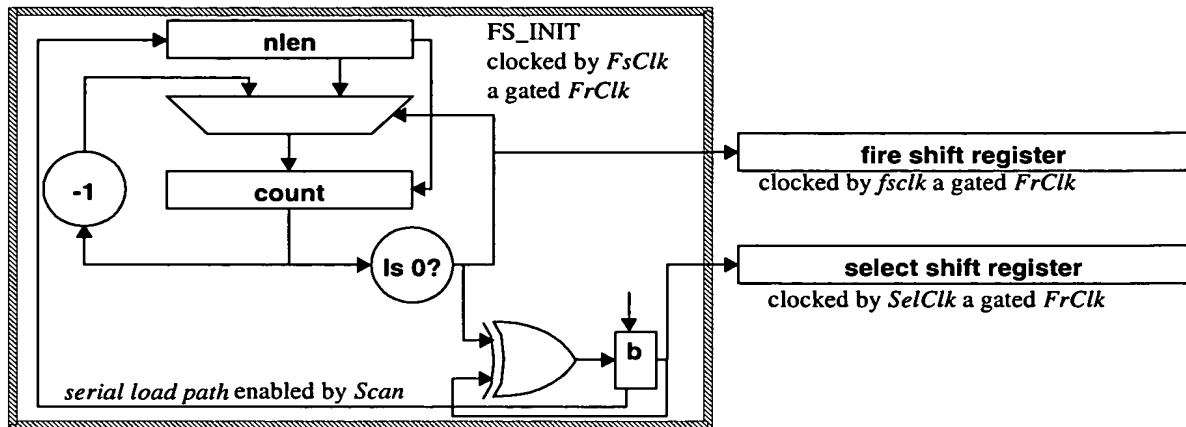 nlen
FS_INIT
clocked by FsClk
a gated FrClk
-1
count
Is 0?
fire shift register
clocked by fsclk a gated FrClk
select shift register
clocked by SelClk a gated FrClk
b
serial load path enabled by Scan